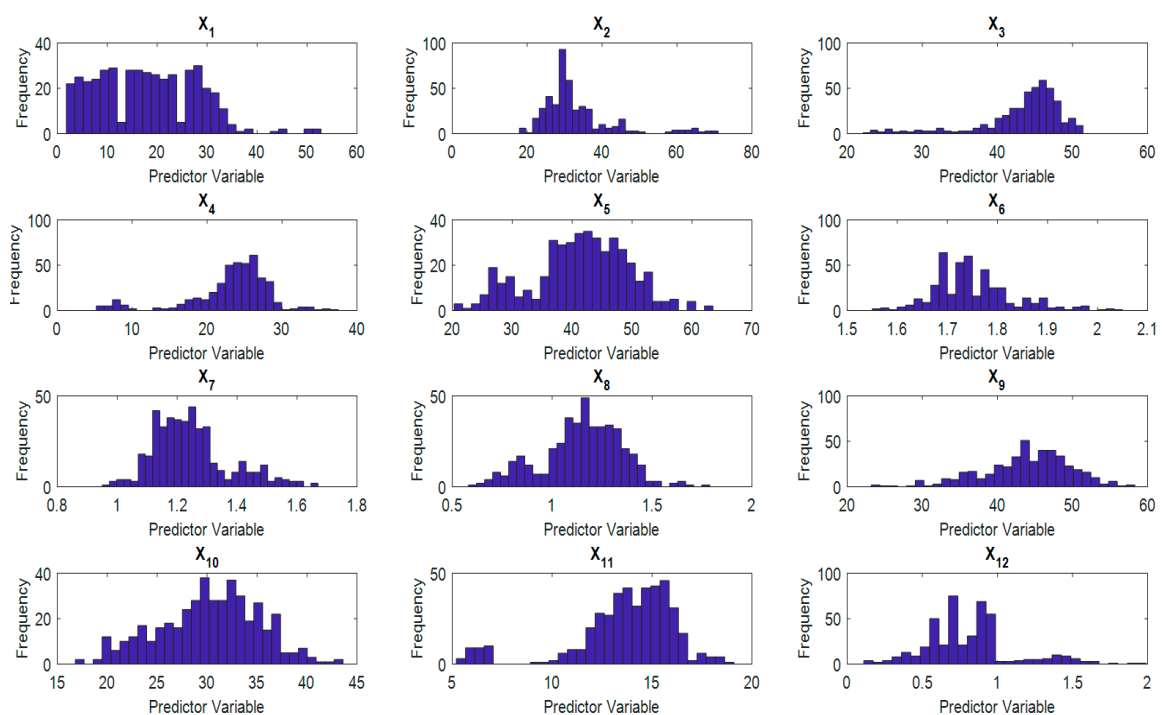 X1 X2 X3
40 100 100
Frequency Frequency Frequency
20 50 50
0 0 0
0 10 20 30 40 50 60 0 20 40 60 80 20 30 40 50 60
Predictor Variable Predictor Variable Predictor Variable
X4 X5 X6
100 40 100
Frequency Frequency Frequency
50 20 50
0 0 0
0 10 20 30 40 20 30 40 50 60 70 1.5 1.6 1.7 1.8 1.9 2 2.1
Predictor Variable Predictor Variable Predictor Variable
X7 X8 X9
50 50 100
Frequency Frequency Frequency
50
0 0 0
0.8 1 1.2 1.4 1.6 1.8 0.5 1 1.5 2 20 30 40 50 60
Predictor Variable Predictor Variable Predictor Variable
X10 X11 X12
40 50 100
Frequency Frequency Frequency
20 50
0 0 0
15 20 25 30 35 40 45 5 10 15 20 0 0.5 1 1.5 2
Predictor Variable Predictor Variable Predictor Variable